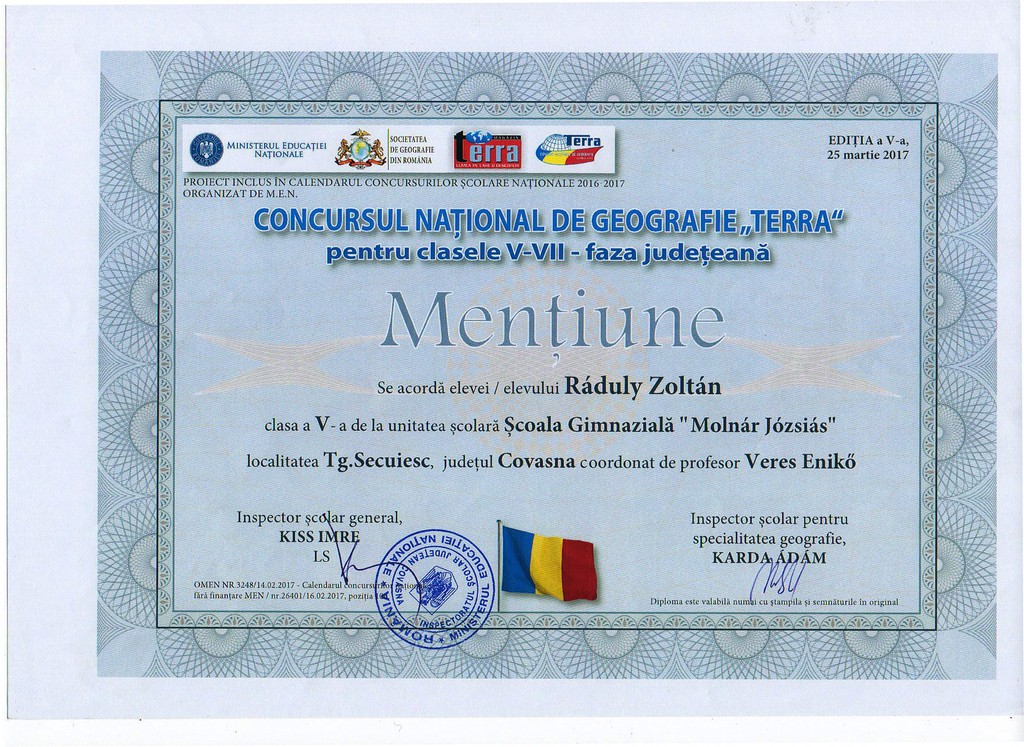 MINISTERUL EDUCAȚIEI
NAȚIONALE
SOCIETATEA
DE GEOGRAFIE
DIN ROMÂNIA
terra
Terra
EDIȚIA a V-a,
25 martie 2017
PROIECT INCLUS ÎN CALENDARUL CONCURSURILOR ȘCOLARE NAȚIONALE 2016-2017
ORGANIZAT DE M.E.N.
CONCURSUL NAȚIONAL DE GEOGRAFIE „TERRA“
pentru clasele V-VII - faza județeană
Mențiune
Se acordă elevei / elevului Ráduly Zoltán
clasa a V- a de la unitatea școlară Școala Gimnazială "Molnár Józsiás"
localitatea Tg.Secuiesc, județul Covasna coordonat de profesor Veres Enikő
Inspector școlar general,
KISS IMRE
LS
Inspector școlar pentru
specialitatea geografie,
KARDA ÁDÁM
OMEN NR.3248/14.02.2017 - Calendarul concursurilor
fără finanțare MEN / nr.26401/16.02.2017, poziția
Diploma este valabilă numai cu ștampila și semnăturile în original
ROMÂNIA * MINISTERUL EDUCAȚIEI NAȚIONALE
INSPECTORATUL ȘCOLAR JUDEȚEAN COVASNA